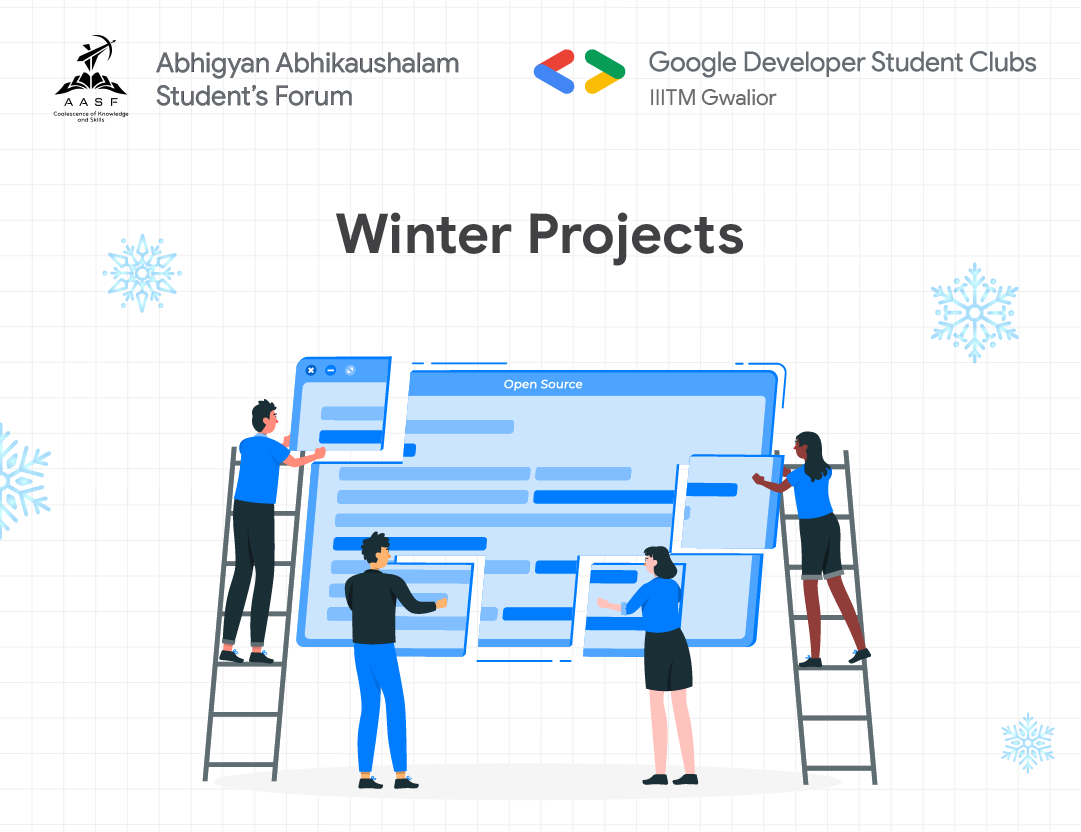 AASF
Coalescence of Knowledge
and Skills
Abhigyan Abhikaushalam
Student's Forum
Google Developer Student Clubs
IIITM Gwalior
Winter Projects
Open Source